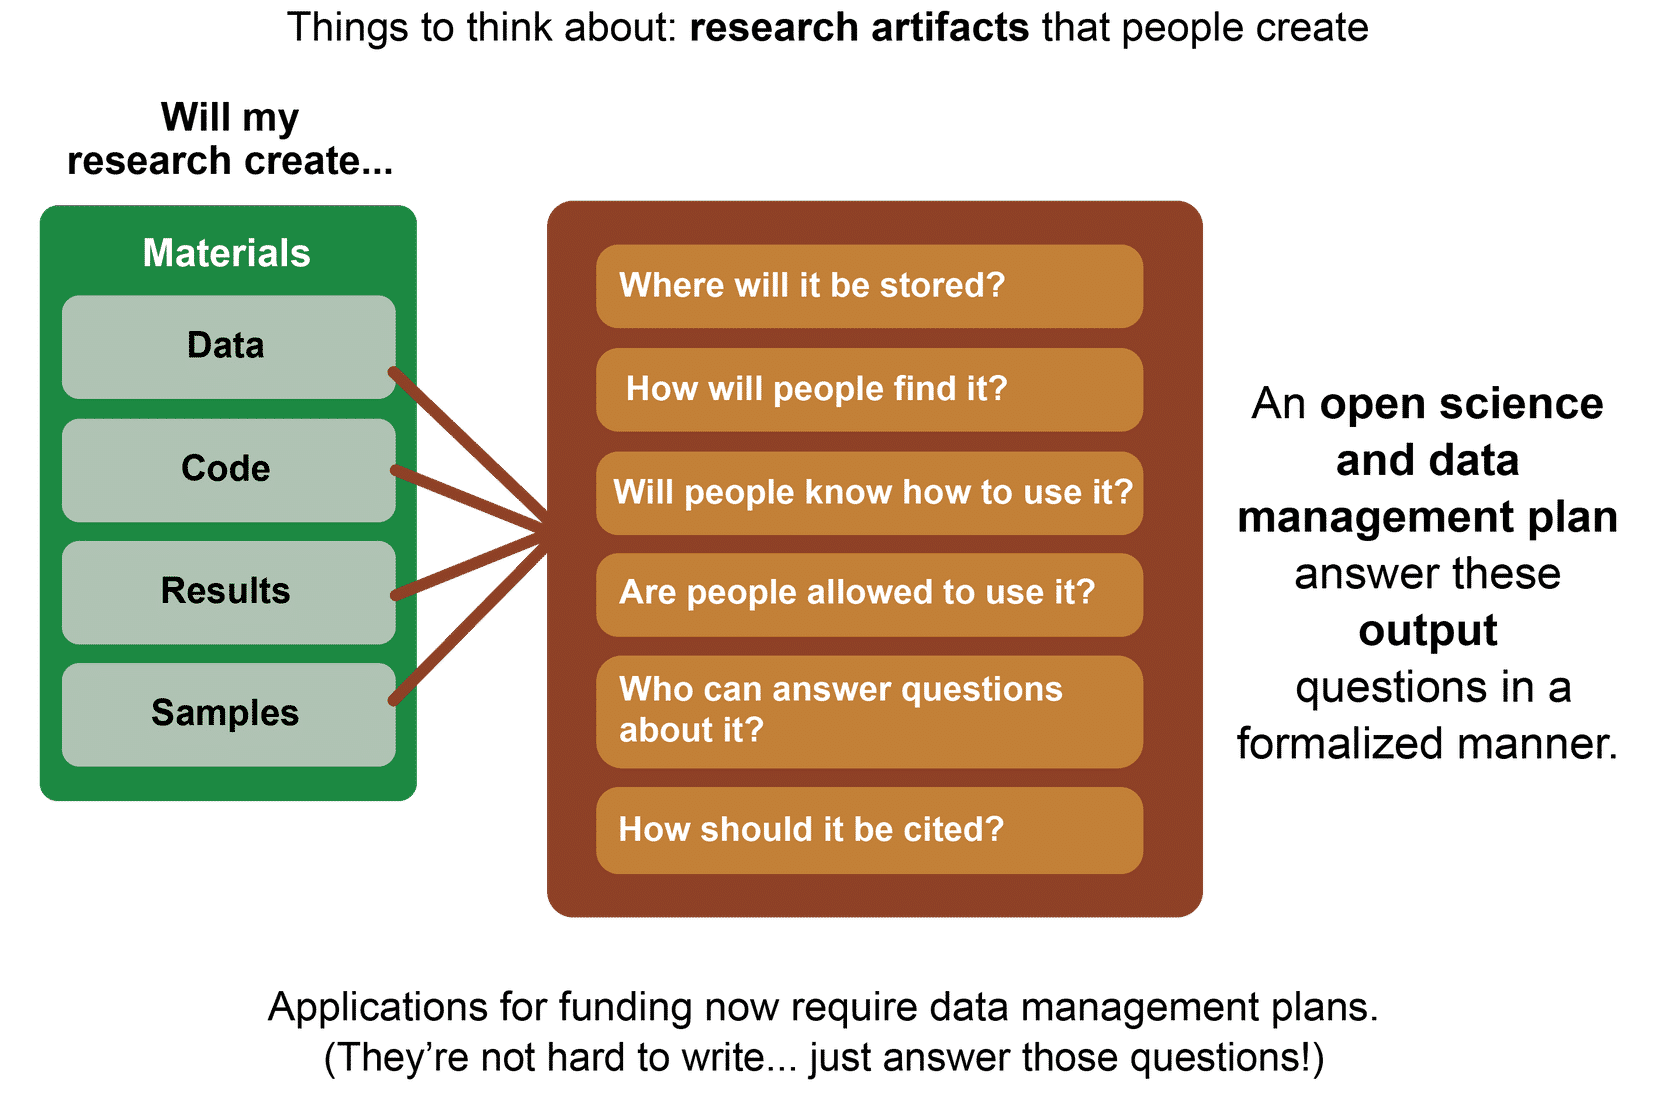 Things to think about: research artifacts that people create
Will my
research create...
Materials
Data
Code
Results
Samples
Where will it be stored?
How will people find it?
Will people know how to use it?
Are people allowed to use it?
Who can answer questions
about it?
How should it be cited?
An open science
and data
management plan
answer these
output
questions in a
formalized manner.
Applications for funding now require data management plans.
(They’re not hard to write... just answer those questions!)